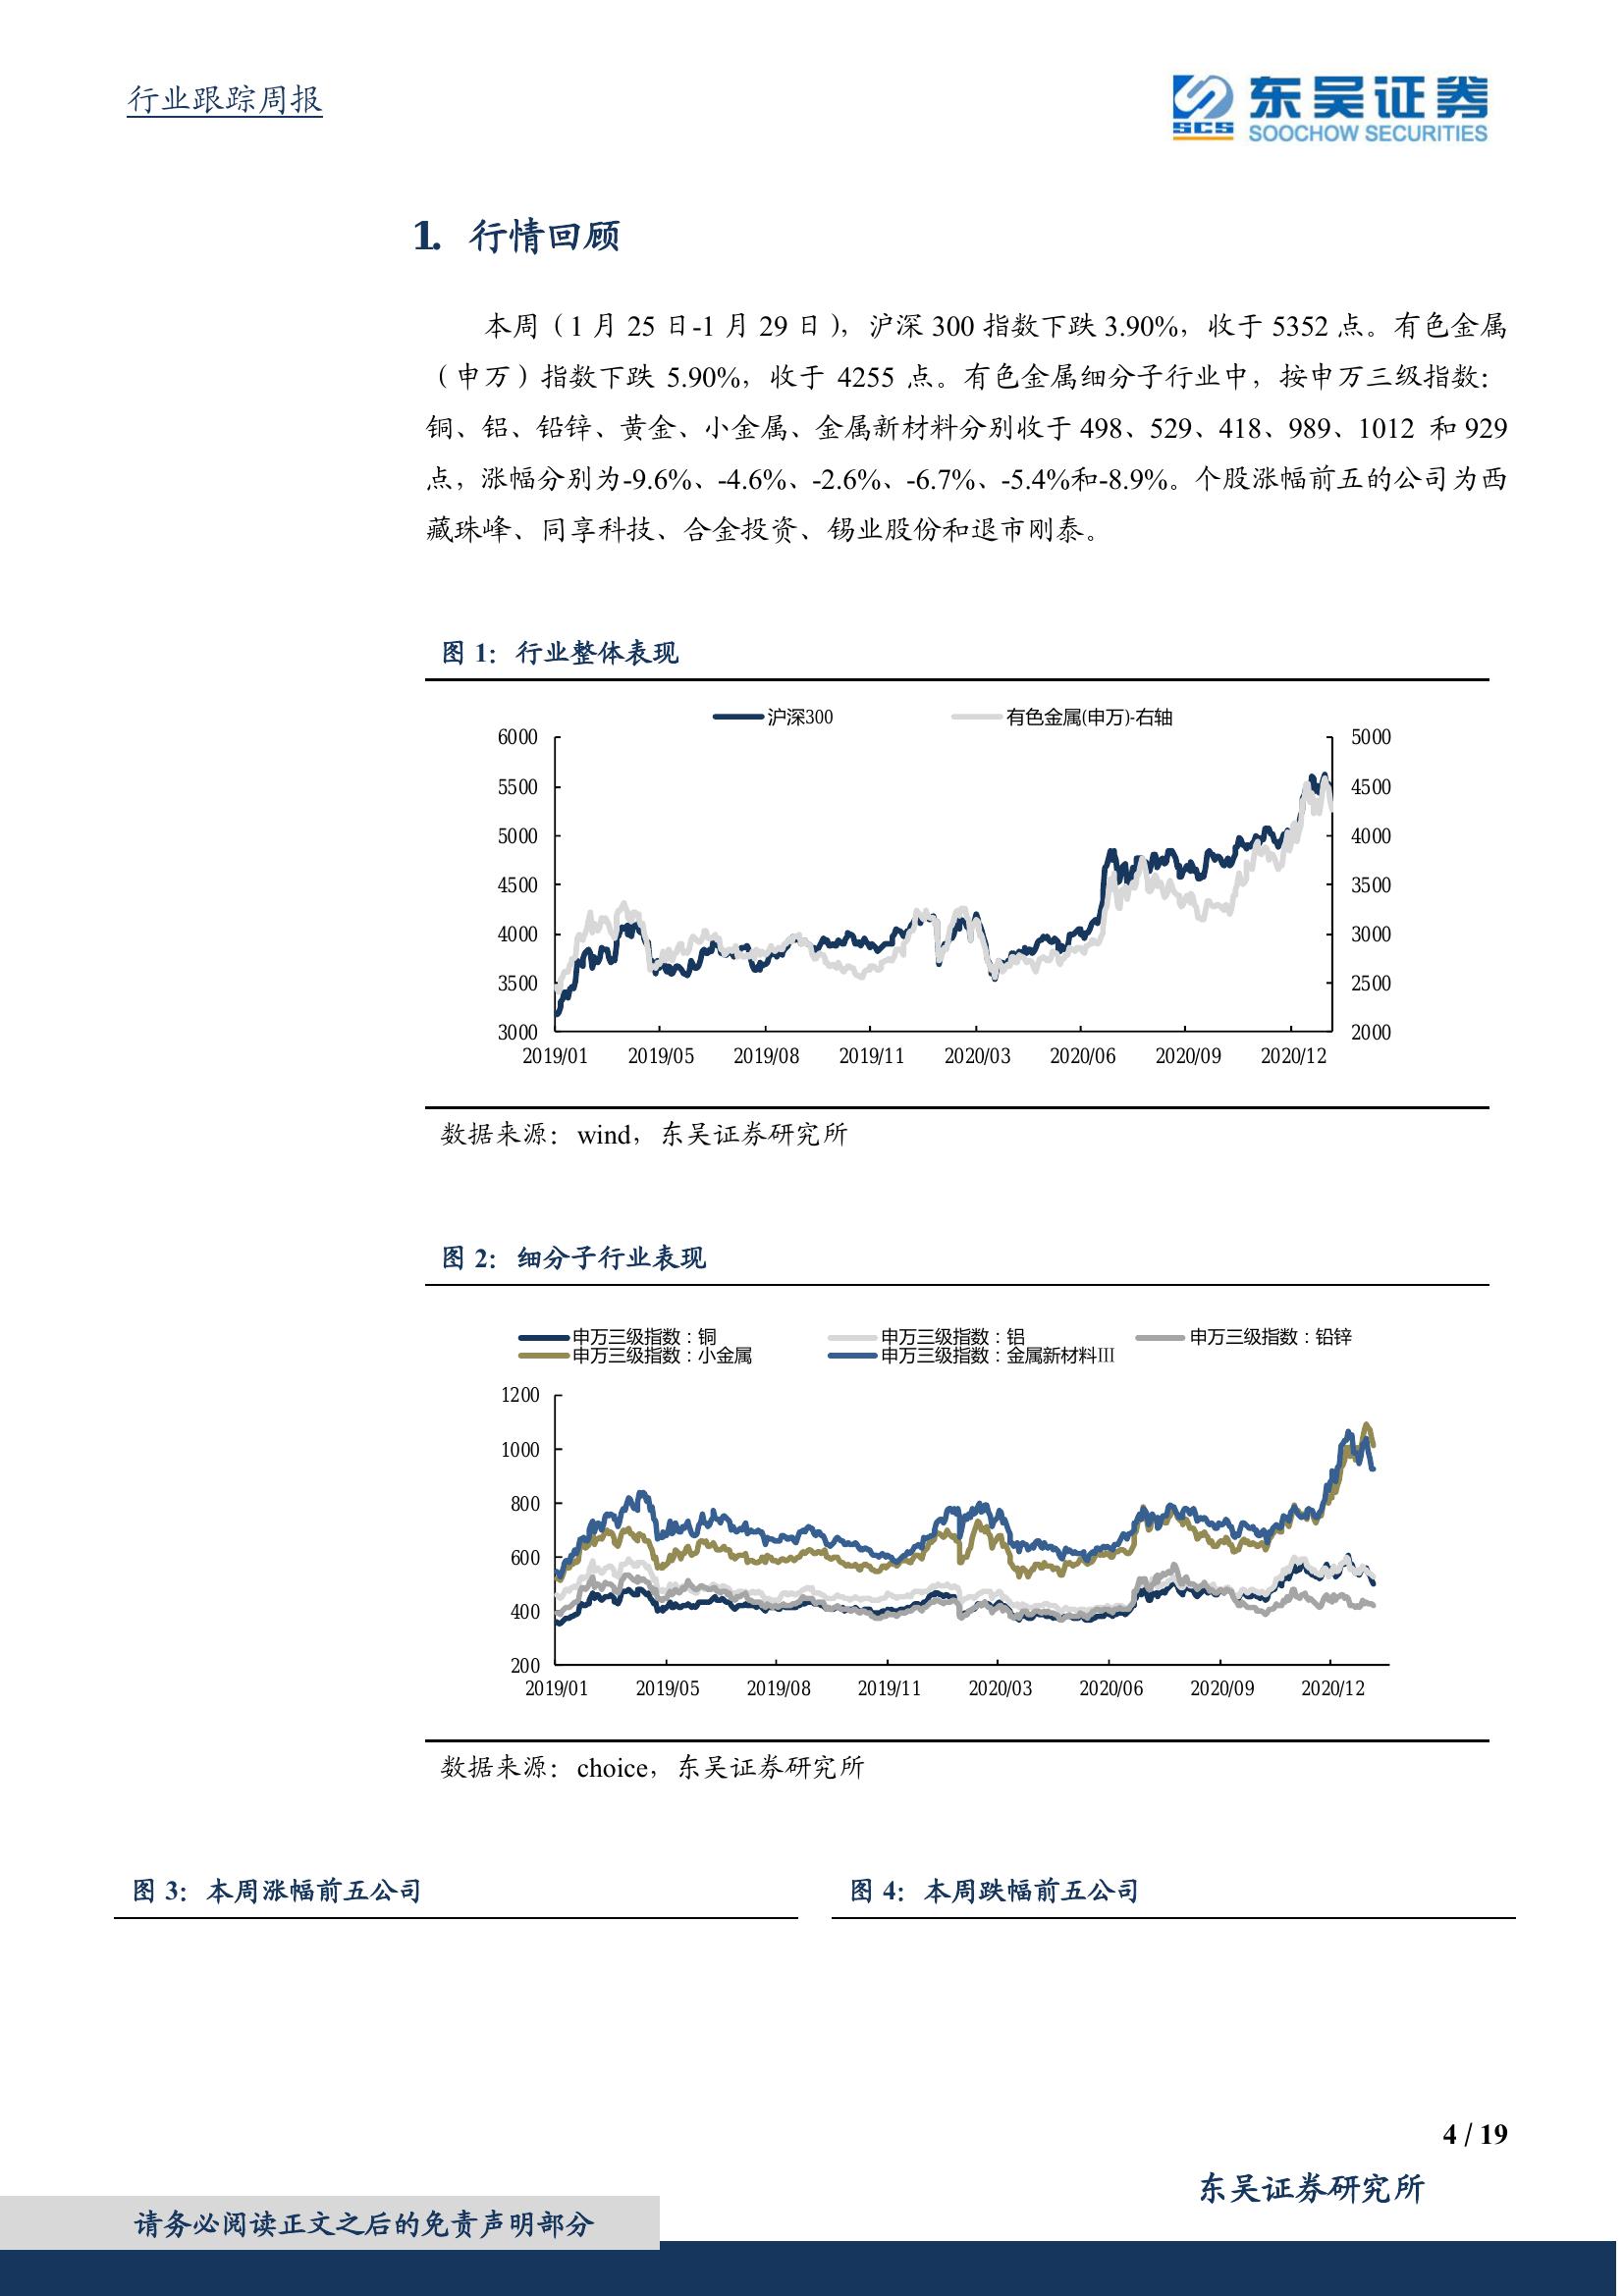 行业跟踪周报
SCS
东吴证券
SOOCHOW SECURITIES
1. 行情回顾
本周（1 月 25 日-1 月 29 日），沪深 300 指数下跌 3.90%，收于 5352 点。有色金属
（申万）指数下跌 5.90%，收于 4255 点。有色金属细分子行业中，按申万三级指数：
铜、铝、铅锌、黄金、小金属、金属新材料分别收于 498、529、418、989、1012 和 929
点，涨幅分别为-9.6%、-4.6%、-2.6%、-6.7%、-5.4%和-8.9%。个股涨幅前五的公司为西
藏珠峰、同享科技、合金投资、锡业股份和退市刚泰。
图 1：行业整体表现
沪深300 有色金属(申万)-右轴
6000 5000
5500 4500
5000 4000
4500 3500
4000 3000
3500 2500
3000 2000
2019/01 2019/05 2019/08 2019/11 2020/03 2020/06 2020/09 2020/12
数据来源：wind，东吴证券研究所
图 2：细分子行业表现
申万三级指数：铜 申万三级指数：铝 申万三级指数：铅锌
申万三级指数：小金属 申万三级指数：金属新材料Ⅲ
1200
1000
800
600
400
200
2019/01 2019/05 2019/08 2019/11 2020/03 2020/06 2020/09 2020/12
数据来源：choice，东吴证券研究所
图 3：本周涨幅前五公司 图 4：本周跌幅前五公司
4 / 19
东吴证券研究所
请务必阅读正文之后的免责声明部分